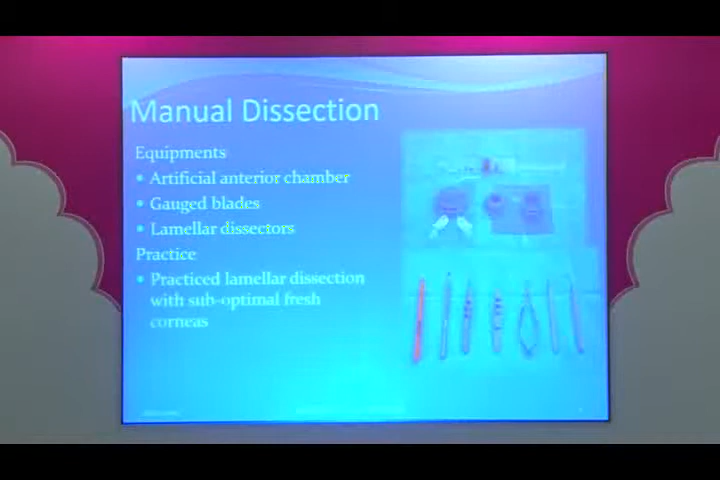 Manual Dissection
Equipments
• Artificial anterior chamber
• Gauged blades
• Lamellar dissectors
Practice
• Practiced lamellar dissection
with sub-optimal fresh
corneas